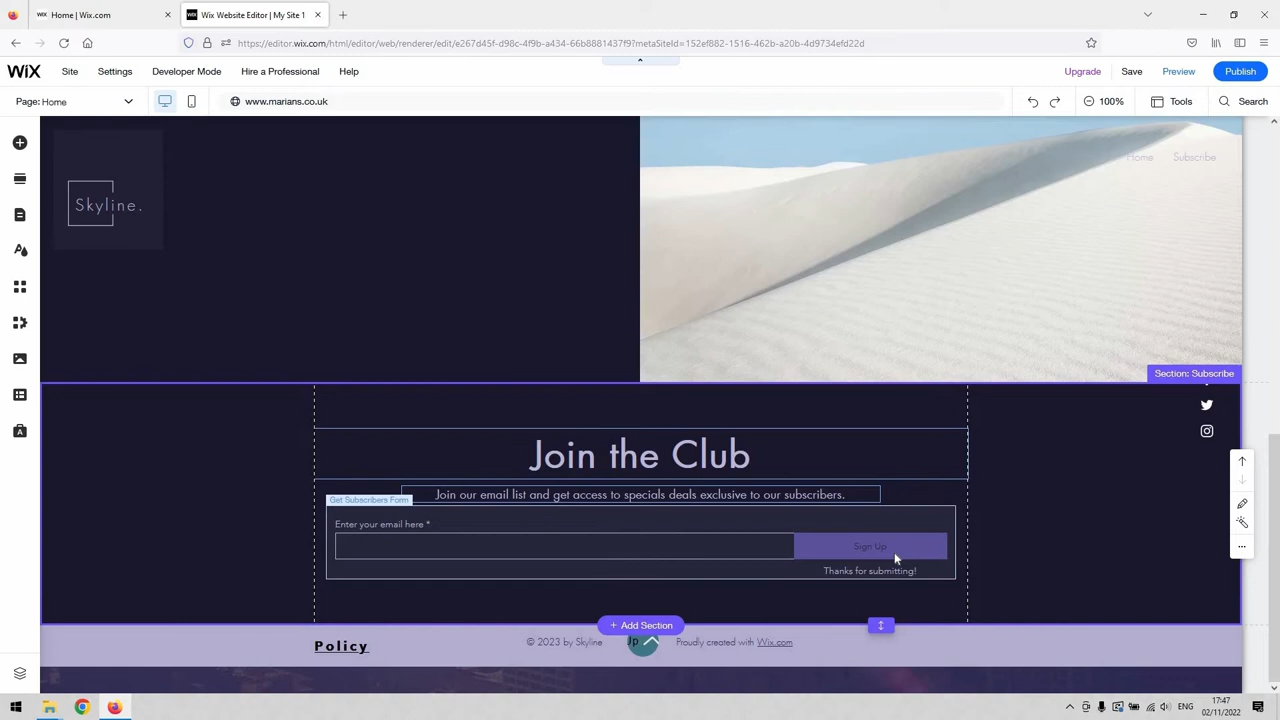 Home | Wix.com
Wix Website Editor | My Site 1
https://editor.wix.com/html/editor/web/renderer/edit/e267d45f-d98c-4f9b-a434-66b8881437f9?metaSiteId=152ef882-1516-462b-a20b-4d9734efd22d
WiX Site Settings Developer Mode Hire a Professional Help Upgrade Save Preview Publish
Page: Home www.marians.co.uk 100% Tools Search
Home Subscribe
Skyline.
Section: Subscribe
Join the Club
Join our email list and get access to specials deals exclusive to our subscribers.
Get Subscribers Form
Enter your email here *
Sign Up
Thanks for submitting!
+ Add Section
Policy © 2023 by Skyline Up Proudly created with Wix.com
ENG 17:47
02/11/2022